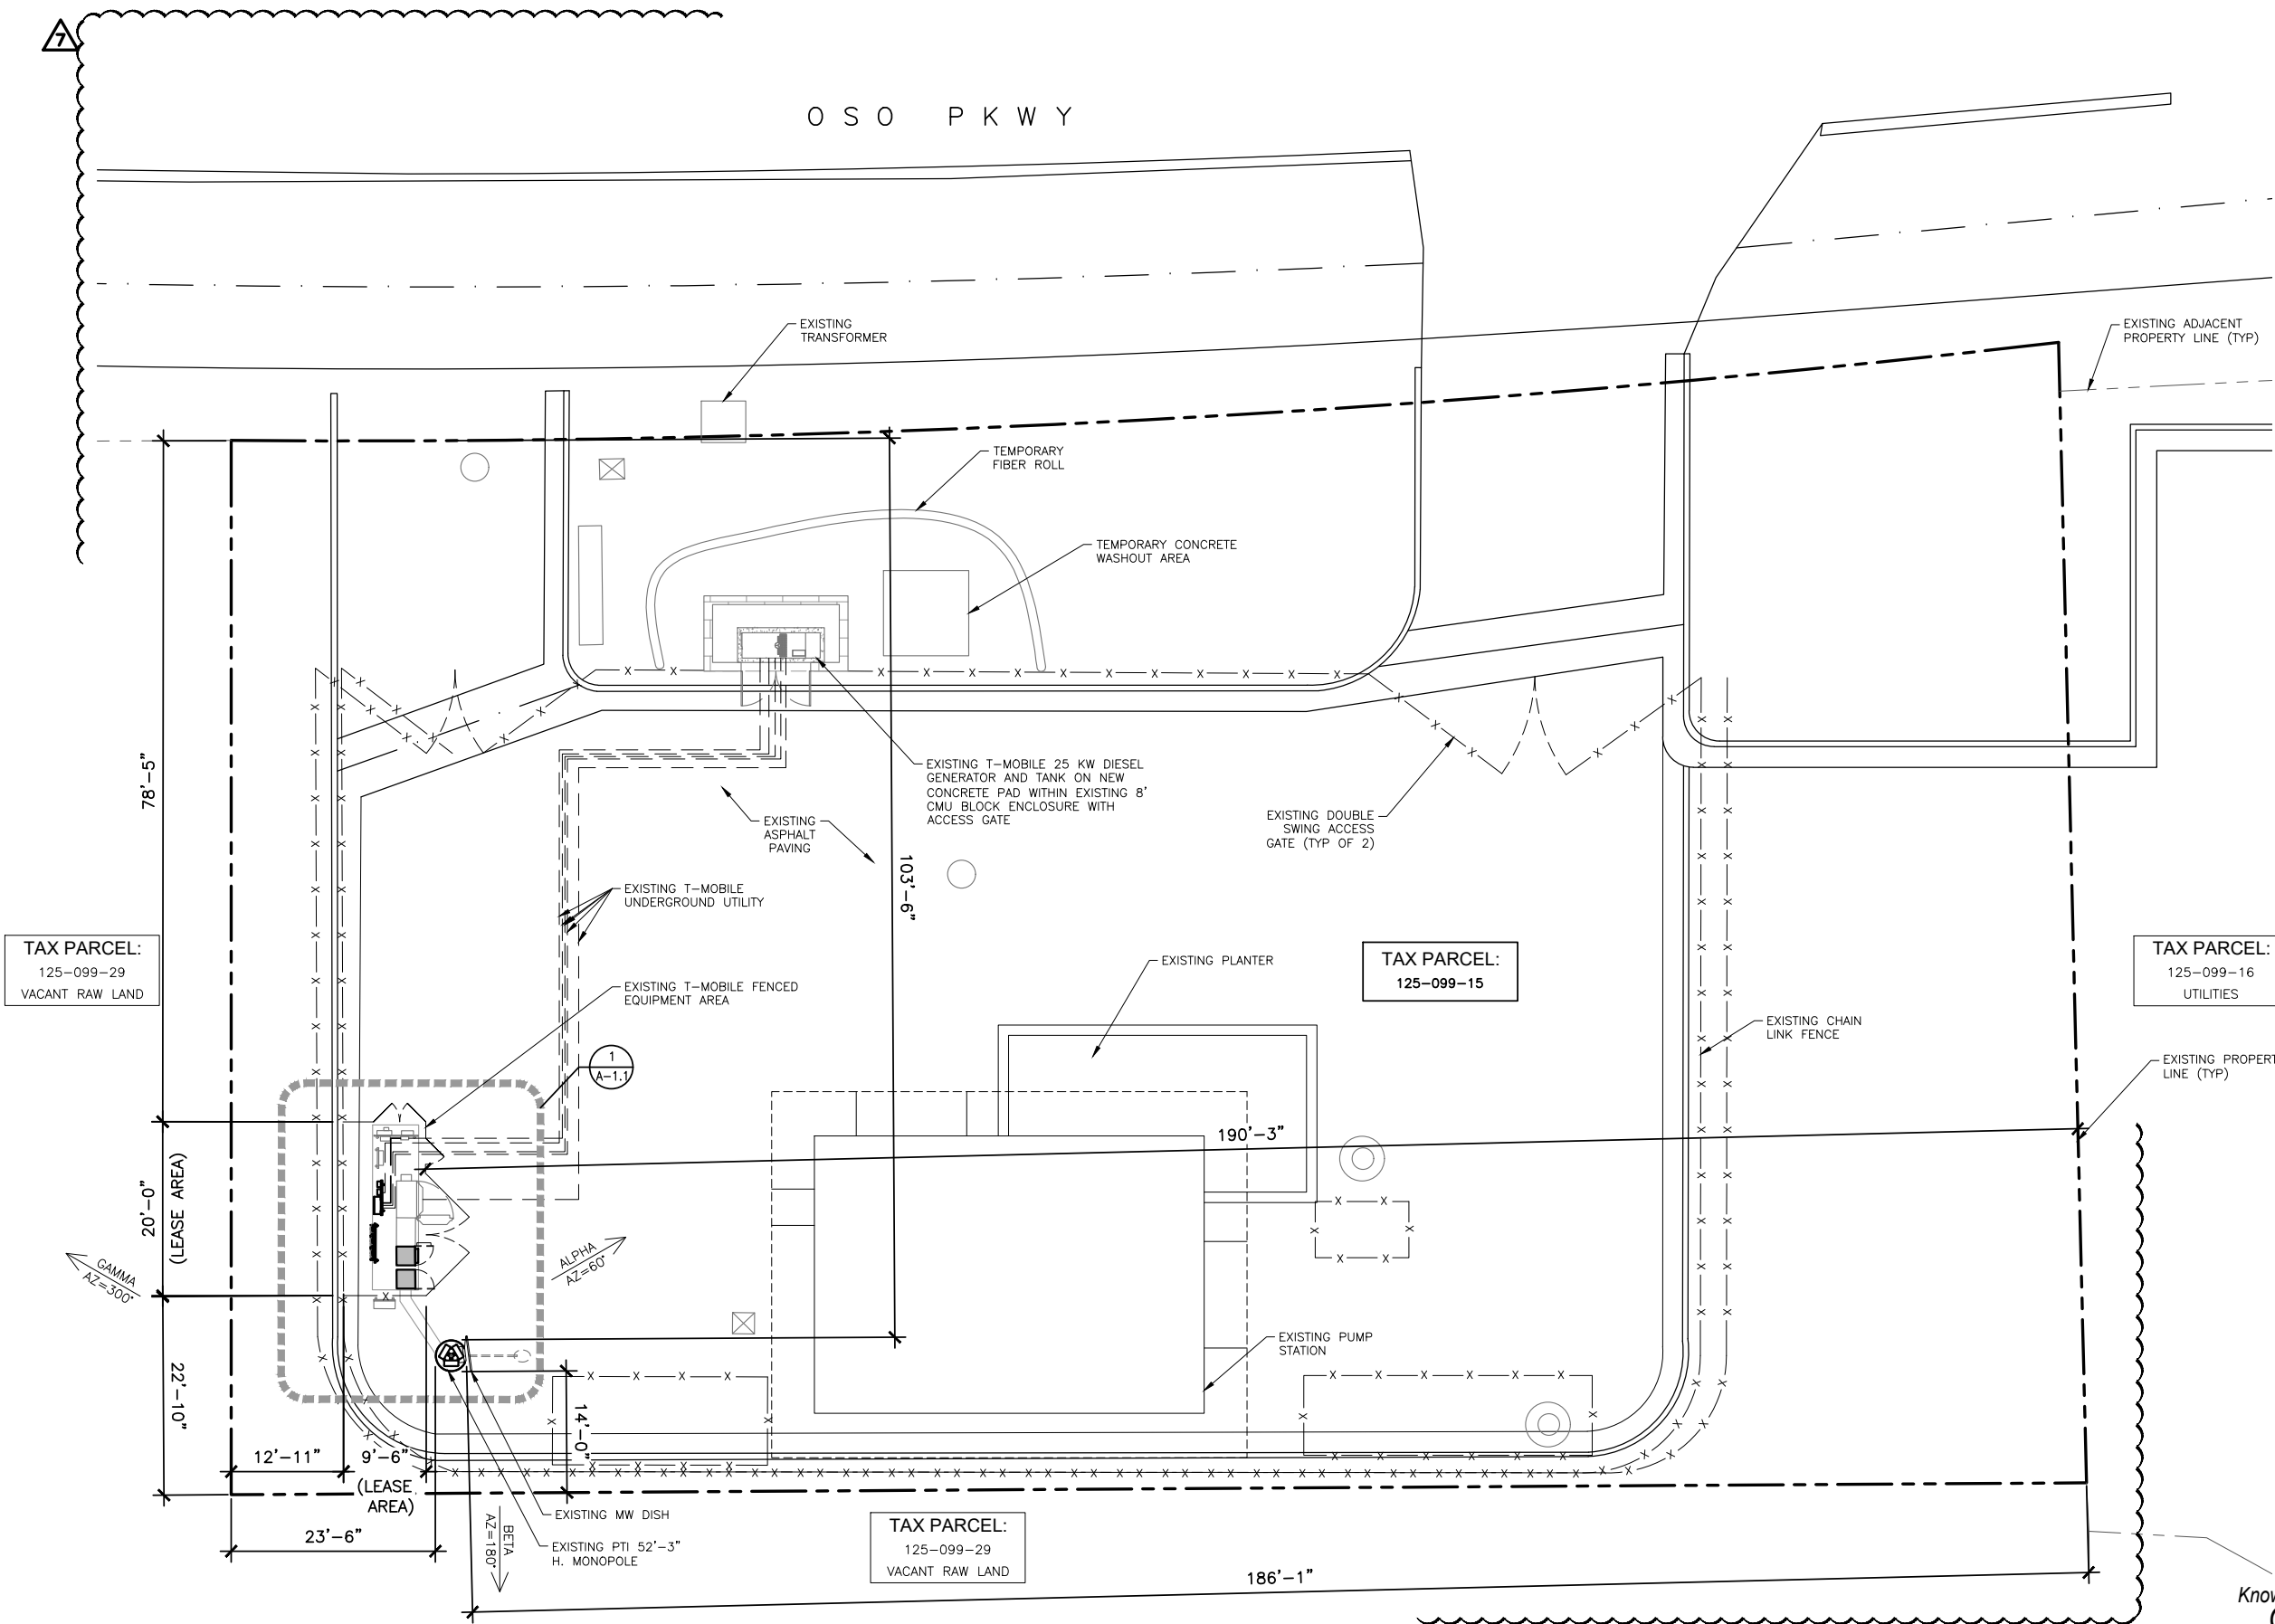 7
OSO PKWY
EXISTING
TRANSFORMER
EXISTING ADJACENT
PROPERTY LINE (TYP)
TEMPORARY
FIBER ROLL
TEMPORARY CONCRETE
WASHOUT AREA
78'-5"
EXISTING T-MOBILE 25 KW DIESEL
GENERATOR AND TANK ON NEW
CONCRETE PAD WITHIN EXISTING 8'
CMU BLOCK ENCLOSURE WITH
ACCESS GATE
EXISTING
ASPHALT
PAVING
EXISTING DOUBLE
SWING ACCESS
GATE (TYP OF 2)
103'-6"
EXISTING T-MOBILE
UNDERGROUND UTILITY
TAX PARCEL:
125-099-29
VACANT RAW LAND
EXISTING T-MOBILE FENCED
EQUIPMENT AREA
EXISTING PLANTER
TAX PARCEL:
125-099-15
TAX PARCEL:
125-099-16
UTILITIES
EXISTING CHAIN
LINK FENCE
EXISTING PROPERT
LINE (TYP)
1
A-1.1
190'-3"
20'-0"
(LEASE AREA)
GAMMA
AZ=300°
ALPHA
AZ=60°
EXISTING PUMP
STATION
22'-10"
14'-0"
12'-11"
9'-6"
(LEASE
AREA)
EXISTING MW DISH
EXISTING PTI 52'-3"
H. MONOPOLE
23'-6"
BETA
AZ=180°
TAX PARCEL:
125-099-29
VACANT RAW LAND
186'-1"
Know